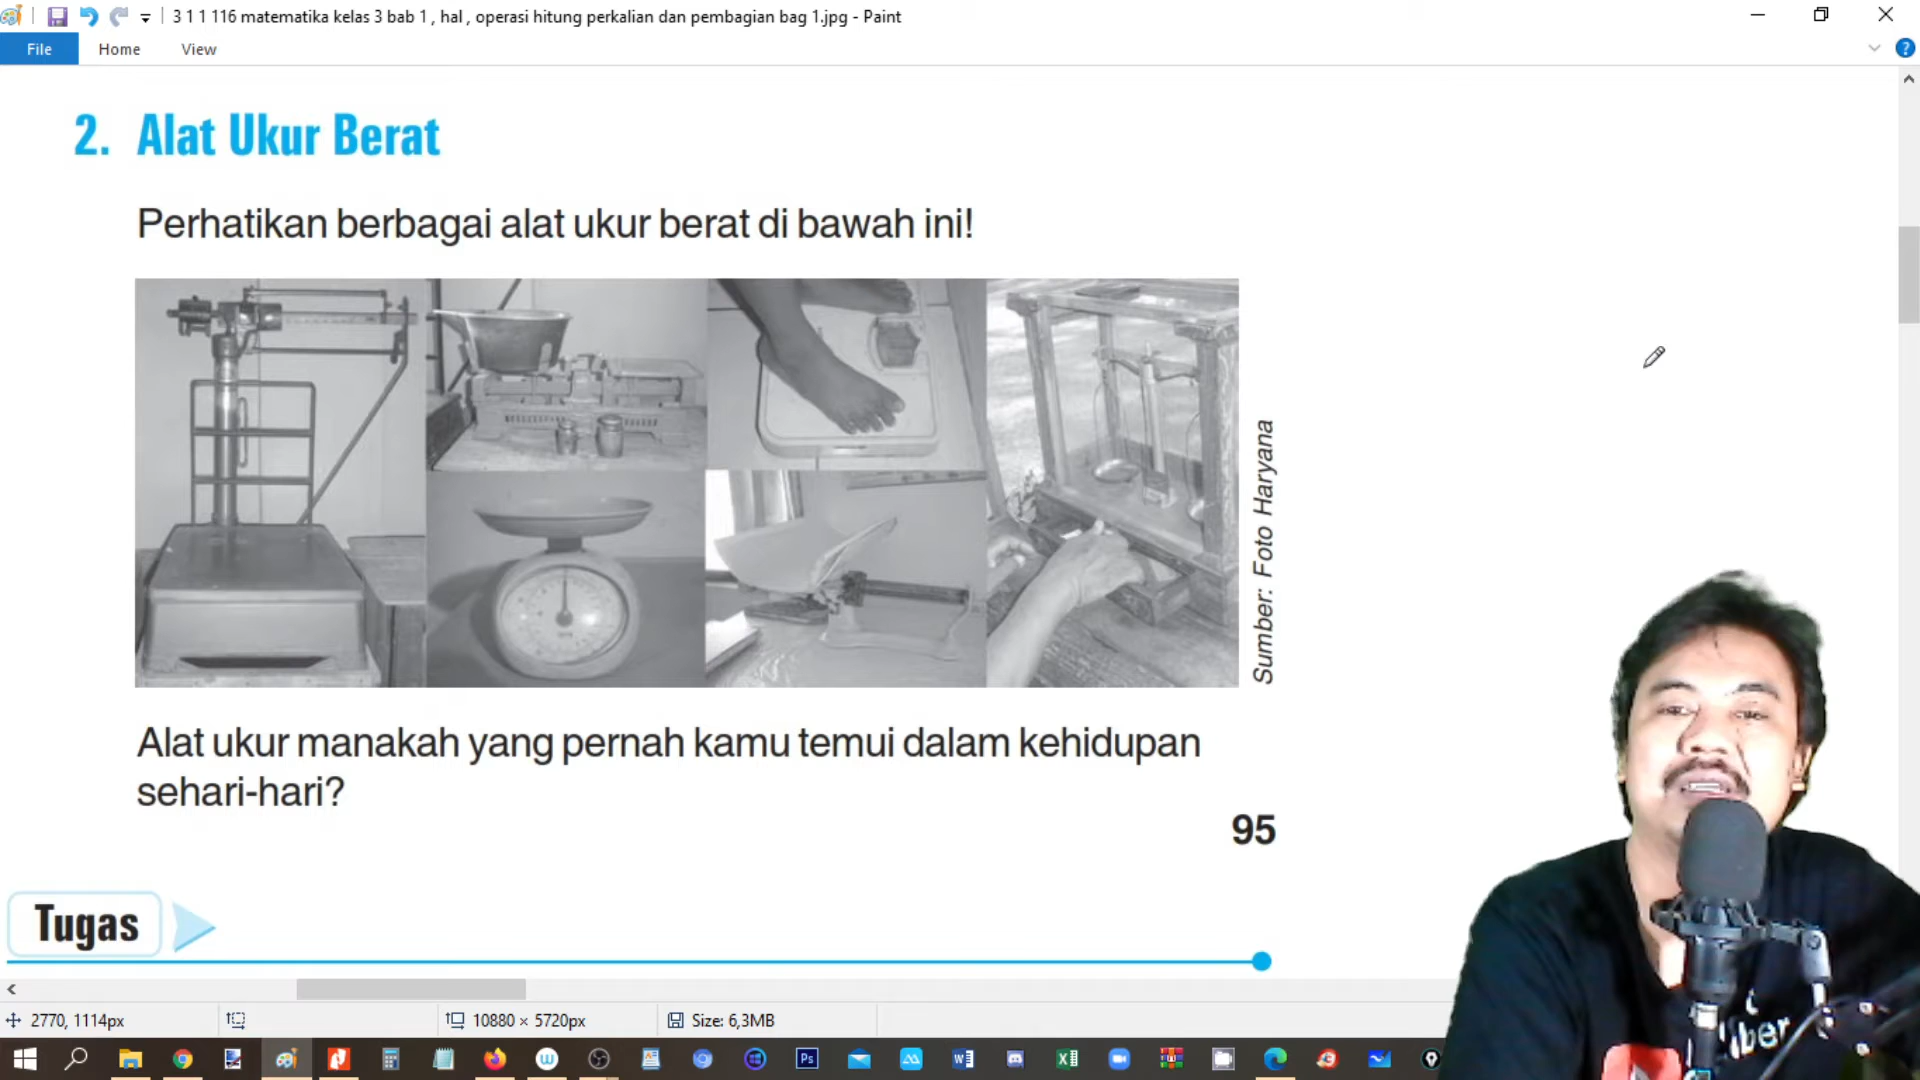 3 1 1 116 matematika kelas 3 bab 1 , hal , operasi hitung perkalian dan pembagian bag 1.jpg - Paint
File Home View
2. Alat Ukur Berat
Perhatikan berbagai alat ukur berat di bawah ini!
Sumber: Foto Haryana
Alat ukur manakah yang pernah kamu temui dalam kehidupan
sehari-hari?
95
Tugas
2770, 1114px
10880 × 5720px
Size: 6,3MB
Ps